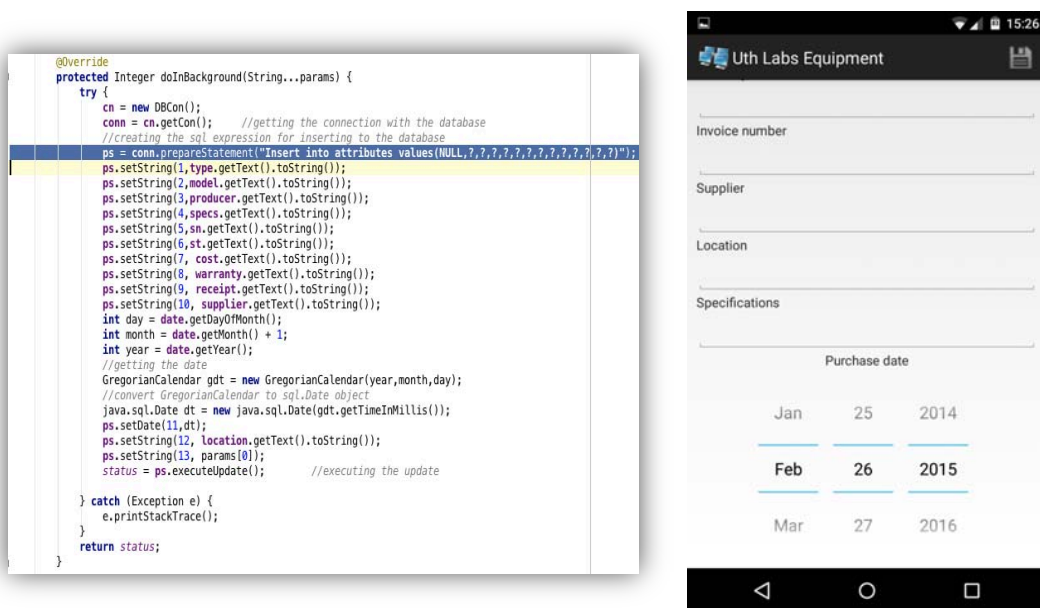 @Override
protected Integer doInBackground(String...params) {
try {
cn = new DBCon();
conn = cn.getCon(); //getting the connection with the database
//creating the sql expression for inserting to the database
ps = conn.prepareStatement("Insert into attributes values(NULL,?,?,?,?,?,?,?,?,?,?,?,?,?)");
ps.setString(1,type.getText().toString());
ps.setString(2,model.getText().toString());
ps.setString(3,producer.getText().toString());
ps.setString(4,specs.getText().toString());
ps.setString(5,sn.getText().toString());
ps.setString(6,st.getText().toString());
ps.setString(7, cost.getText().toString());
ps.setString(8, warranty.getText().toString());
ps.setString(9, receipt.getText().toString());
ps.setString(10, supplier.getText().toString());
int day = date.getDayOfMonth();
int month = date.getMonth() + 1;
int year = date.getYear();
//getting the date
GregorianCalendar gdt = new GregorianCalendar(year,month,day);
//convert GregorianCalendar to sql.Date object
java.sql.Date dt = new java.sql.Date(gdt.getTimeInMillis());
ps.setDate(11,dt);
ps.setString(12, location.getText().toString());
ps.setString(13, params[0]);
status = ps.executeUpdate(); //executing the update
} catch (Exception e) {
e.printStackTrace();
}
return status;
}
15:26
Uth Labs Equipment
Invoice number
Supplier
Location
Specifications
Purchase date
Jan 25 2014
Feb 26 2015
Mar 27 2016